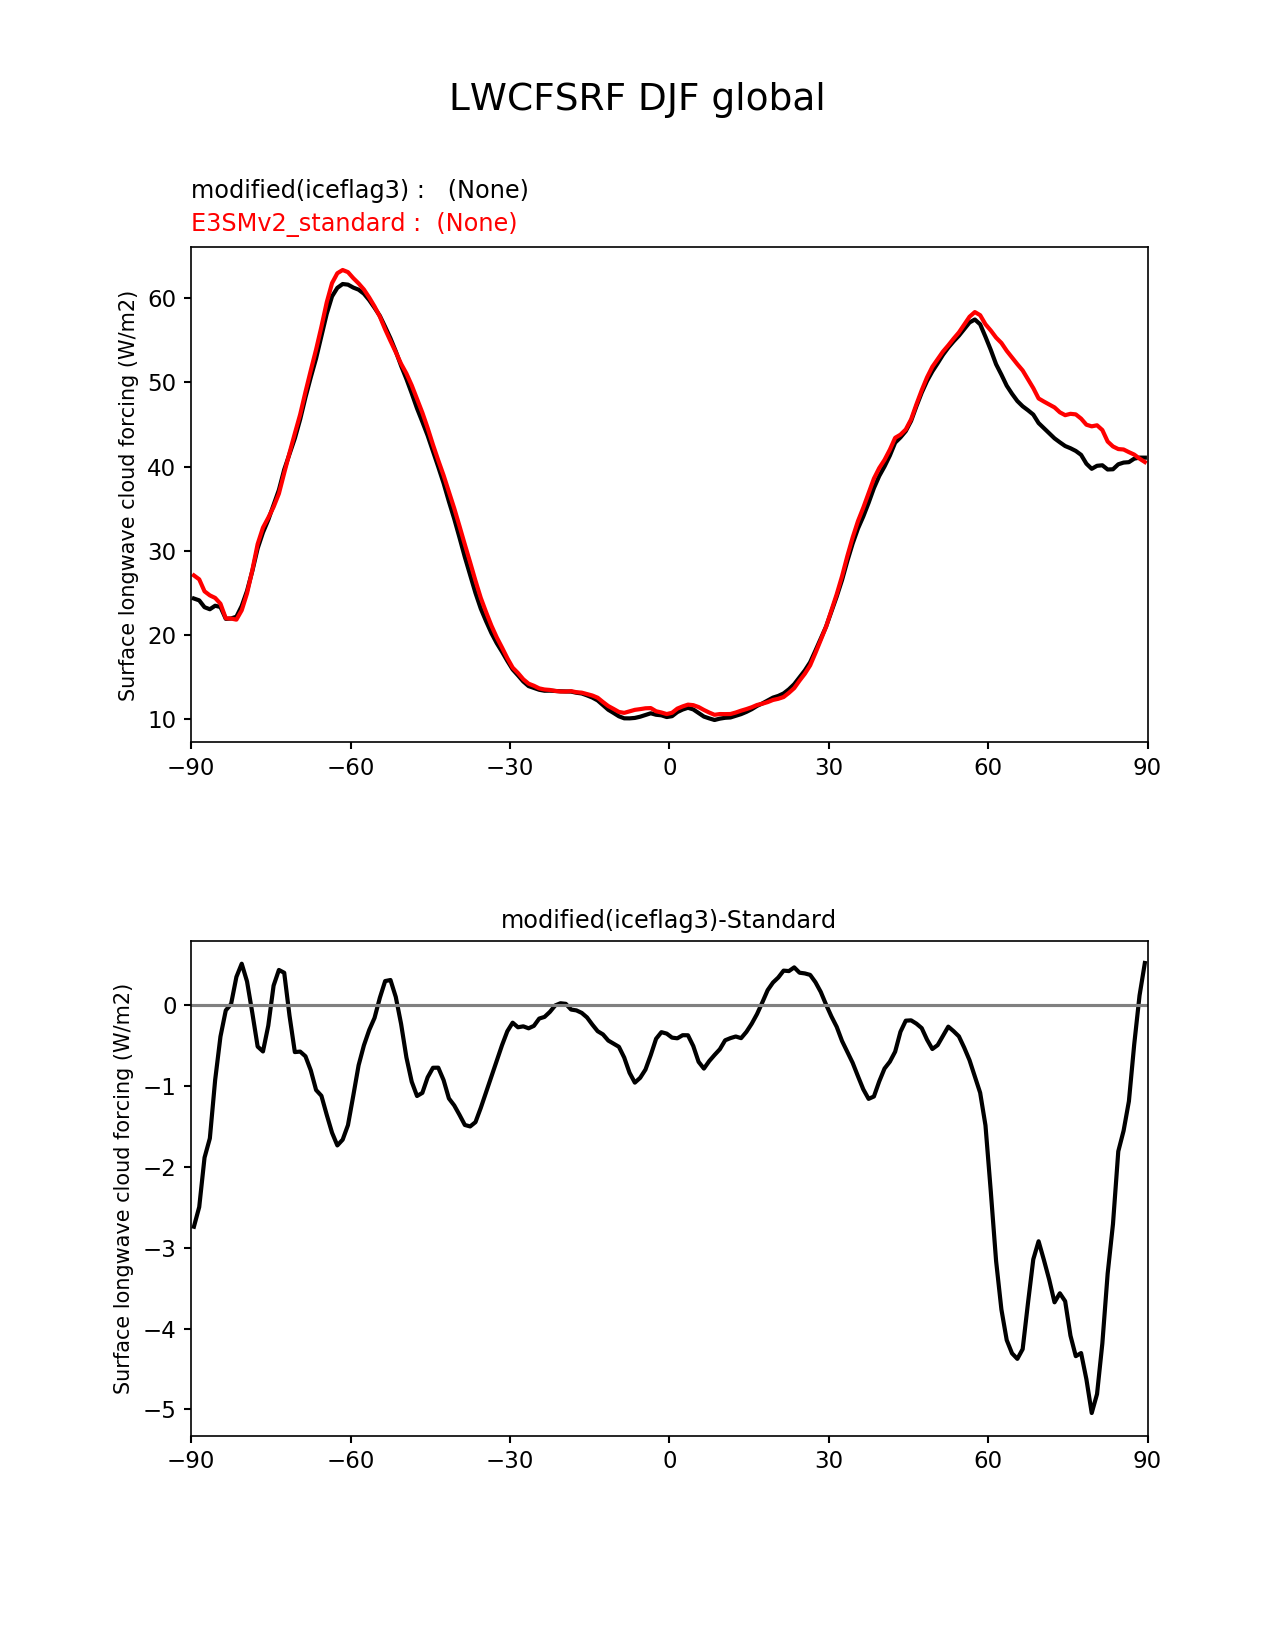 LWCFSRF DJF global
modified(iceflag3) :   (None)
E3SMv2_standard :  (None)
Surface longwave cloud forcing (W/m2)
60
50
40
30
20
10
−90 −60 −30 0 30 60 90
modified(iceflag3)-Standard
Surface longwave cloud forcing (W/m2)
0
−1
−2
−3
−4
−5
−90 −60 −30 0 30 60 90